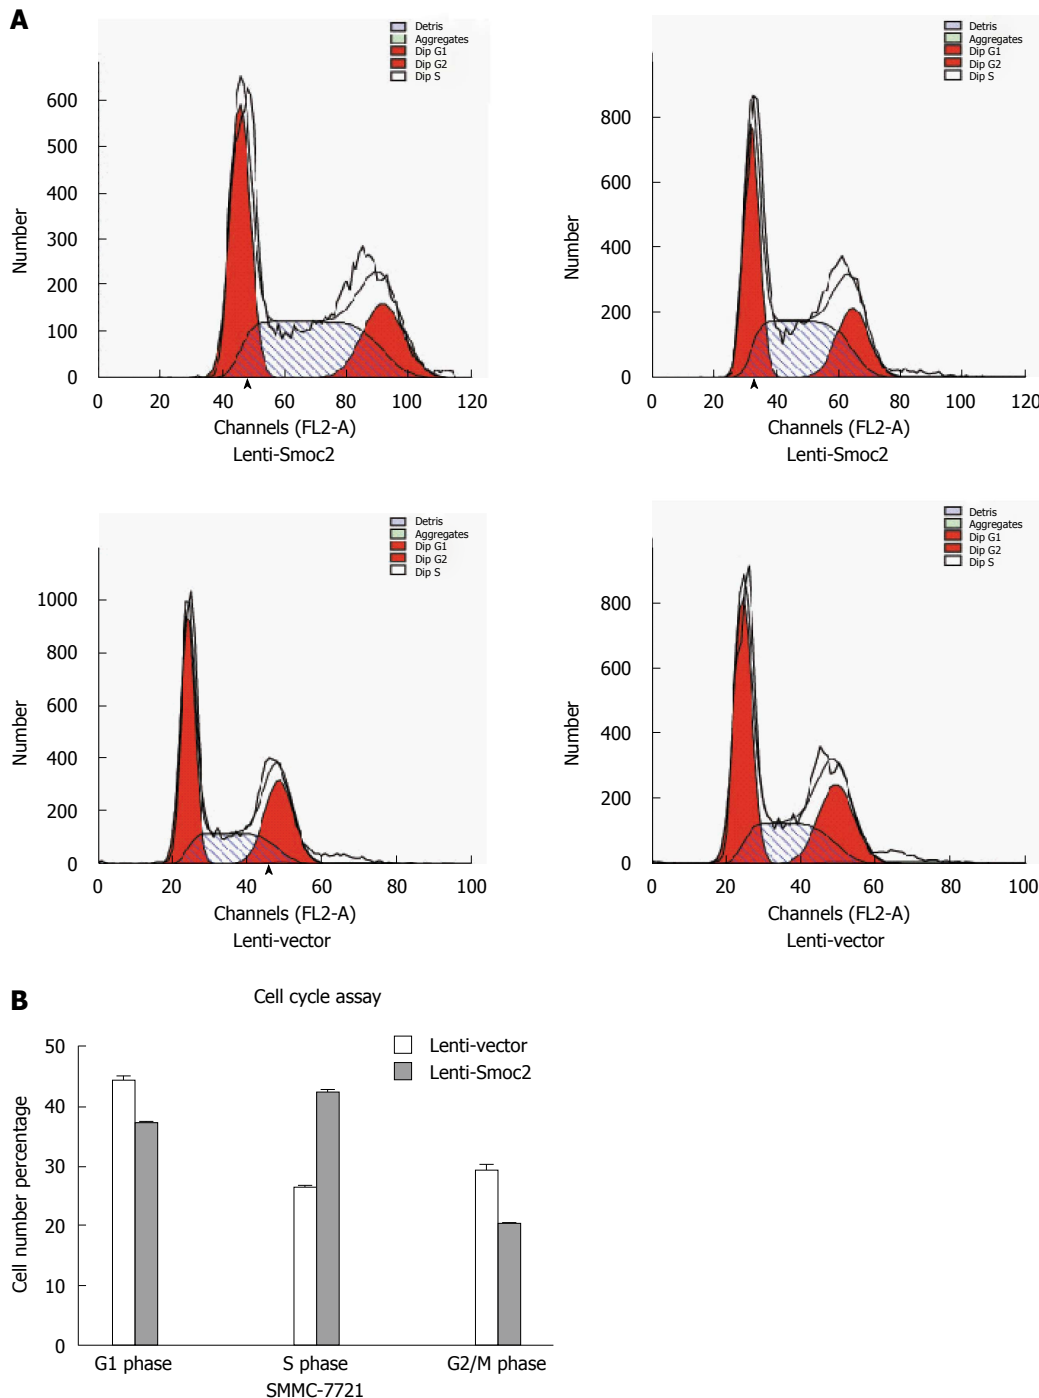 A
Detris
Aggregates
Dip G1
Dip G2
Dip S
600
500
400
300
200
100
0
Number
0 20 40 60 80 100 120
Channels (FL2-A)
Lenti-Smoc2
Detris
Aggregates
Dip G1
Dip G2
Dip S
800
600
400
200
0
Number
0 20 40 60 80 100 120
Channels (FL2-A)
Lenti-Smoc2
Detris
Aggregates
Dip G1
Dip G2
Dip S
1000
800
600
400
200
0
Number
0 20 40 60 80 100
Channels (FL2-A)
Lenti-vector
Detris
Aggregates
Dip G1
Dip G2
Dip S
800
600
400
200
0
Number
0 20 40 60 80 100
Channels (FL2-A)
Lenti-vector
B
Cell cycle assay
Lenti-vector
Lenti-Smoc2
50
40
30
20
10
0
Cell number percentage
G1 phase S phase G2/M phase
SMMC-7721